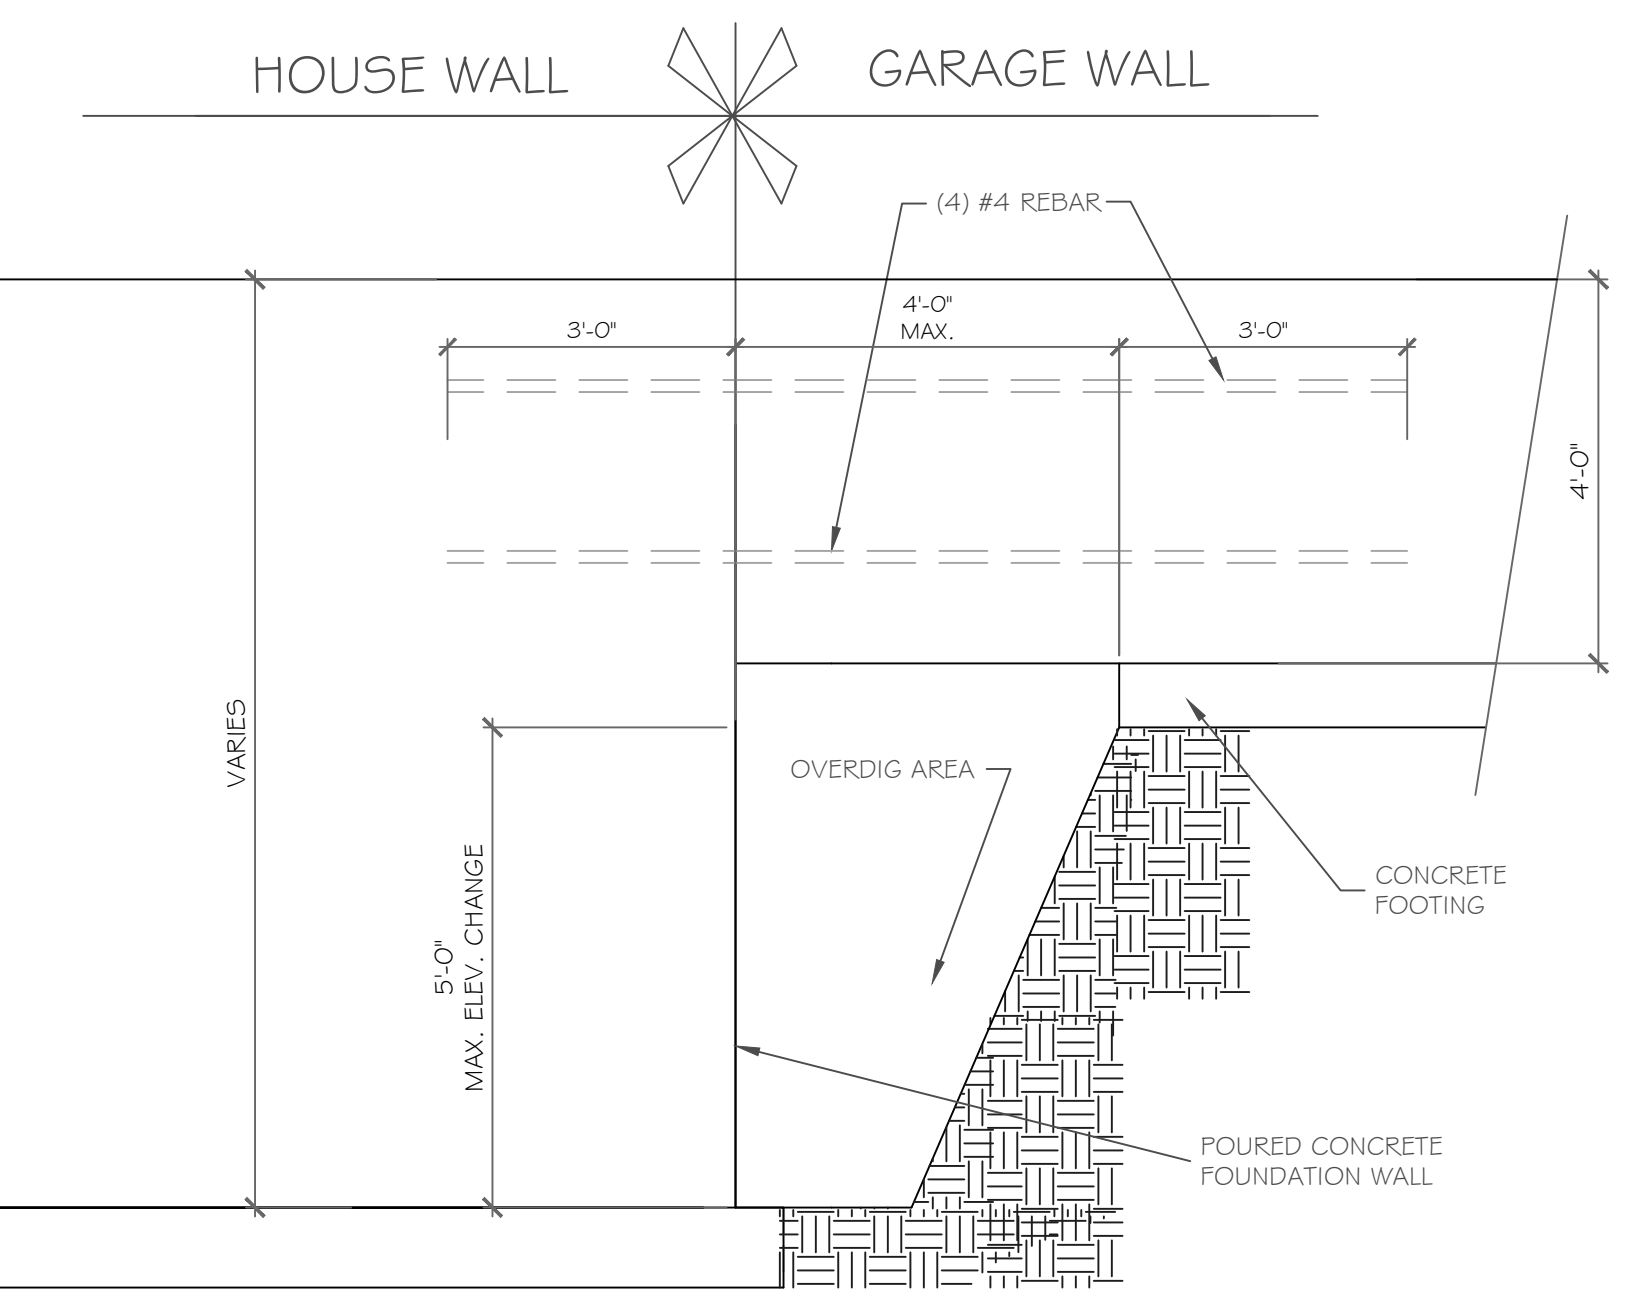 HOUSE WALL
GARAGE WALL
(4) #4 REBAR
3'-0"
4'-0"
MAX.
3'-0"
4'-0"
VARIES
OVERDIG AREA
5'-0"
MAX. ELEV. CHANGE
CONCRETE
FOOTING
POURED CONCRETE
FOUNDATION WALL